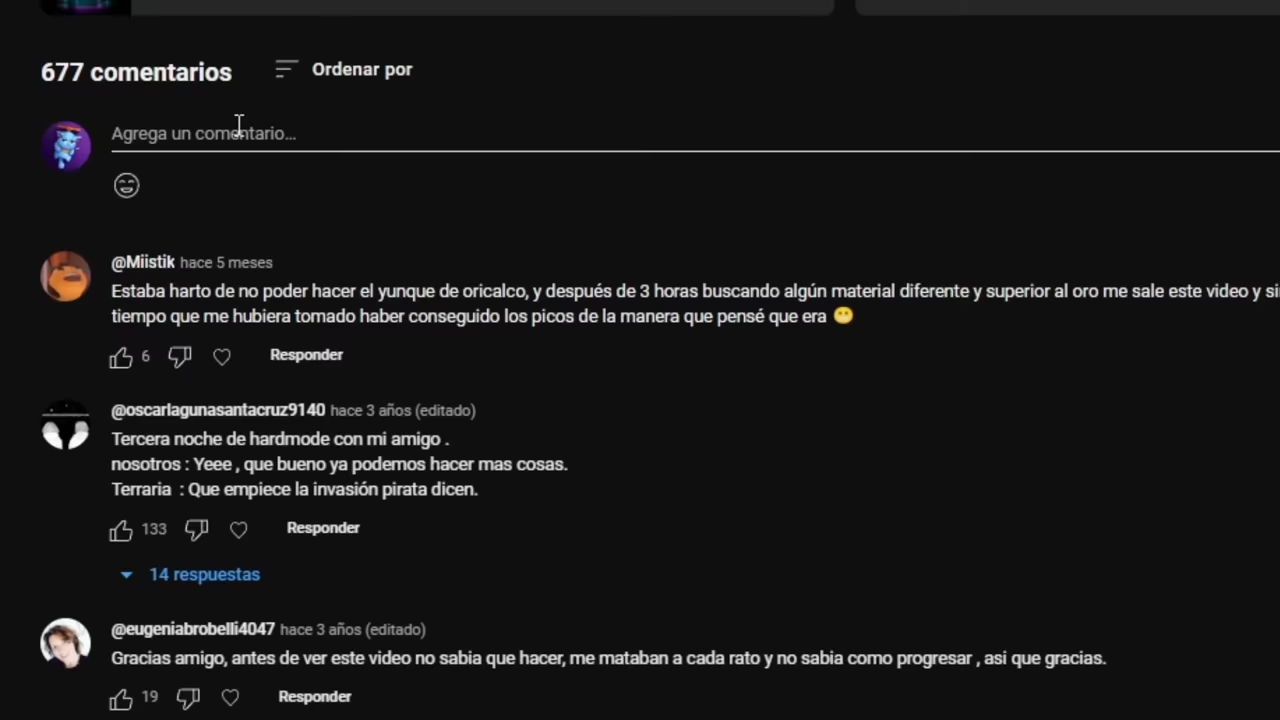 677 comentarios
Ordenar por
Agrega un comentario...
@Miistik hace 5 meses
Estaba harto de no poder hacer el yunque de oricalco, y después de 3 horas buscando algún material diferente y superior al oro me sale este video y
tiempo que me hubiera tomado haber conseguido los picos de la manera que pensé que era 😬
6
Responder
@oscarlagunasantacruz9140 hace 3 años (editado)
Tercera noche de hardmode con mi amigo .
nosotros : Yeee , que bueno ya podemos hacer mas cosas.
Terraria : Que empiece la invasión pirata dicen.
133
Responder
14 respuestas
@eugeniabrobelli4047 hace 3 años (editado)
Gracias amigo, antes de ver este video no sabia que hacer, me mataban a cada rato y no sabia como progresar , asi que gracias.
19
Responder